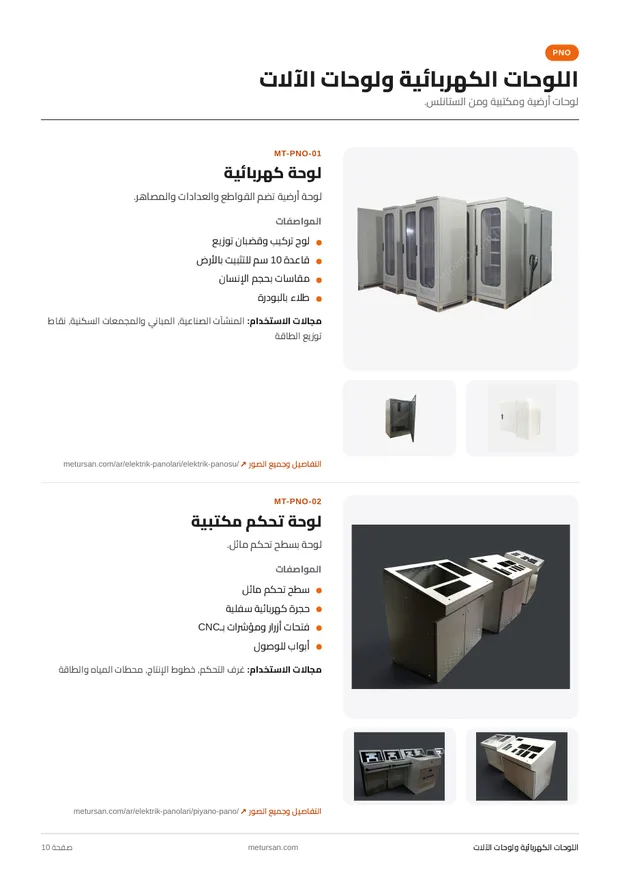 PNO
اللوحات الكهربائية ولوحات الآلات
لوحات أرضية ومكتبية ومن الستانلس.
MT-PNO-01
لوحة كهربائية
لوحة أرضية تضم القواطع والعدادات والمصاهر.
المواصفات
لوح تركيب وقضبان توزيع
قاعدة 10 سم للتثبيت بالأرض
مقاسات بحجم الإنسان
طلاء بالبودرة
مجالات الاستخدام: المنشآت الصناعية، المباني والمجمعات السكنية، نقاط
توزيع الطاقة
التفاصيل وجميع الصور ↗ metursan.com/ar/elektrik-panolari/elektrik-panosu/
MT-PNO-02
لوحة تحكم مكتبية
لوحة بسطح تحكم مائل.
المواصفات
سطح تحكم مائل
حجرة كهربائية سفلية
فتحات أزرار ومؤشرات بـCNC
أبواب للوصول
مجالات الاستخدام: غرف التحكم، خطوط الإنتاج، محطات المياه والطاقة
التفاصيل وجميع الصور ↗ metursan.com/ar/elektrik-panolari/piyano-pano/
اللوحات الكهربائية ولوحات الآلات
metursan.com
صفحة 10